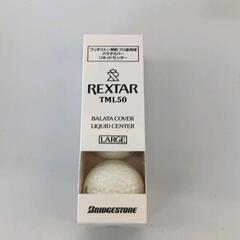 ブリヂストン契約プロ使用球
バラタカバー
リキッドセンター
REXTAR
TML50
BALATA COVER
LIQUID CENTER
LARGE
BRIDGESTONE